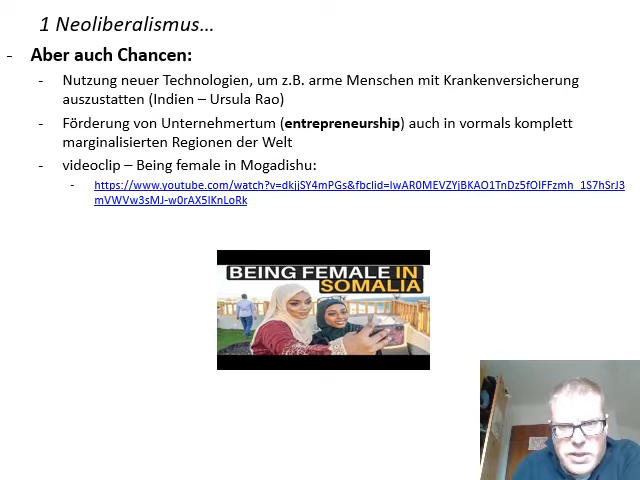 1 Neoliberalismus…
- Aber auch Chancen:
- Nutzung neuer Technologien, um z.B. arme Menschen mit Krankenversicherung
auszustatten (Indien – Ursula Rao)
- Förderung von Unternehmertum (entrepreneurship) auch in vormals komplett
marginalisierten Regionen der Welt
- videoclip – Being female in Mogadishu:
- https://www.youtube.com/watch?v=dkjjSY4mPGs&fbclid=IwAR0MEVZYjBKAO1TnDz5fOlFFzmh_1S7hSrJ3
mVWVw3sMJ-w0rAX5IKnLoRk
BEING FEMALE IN
SOMALIA